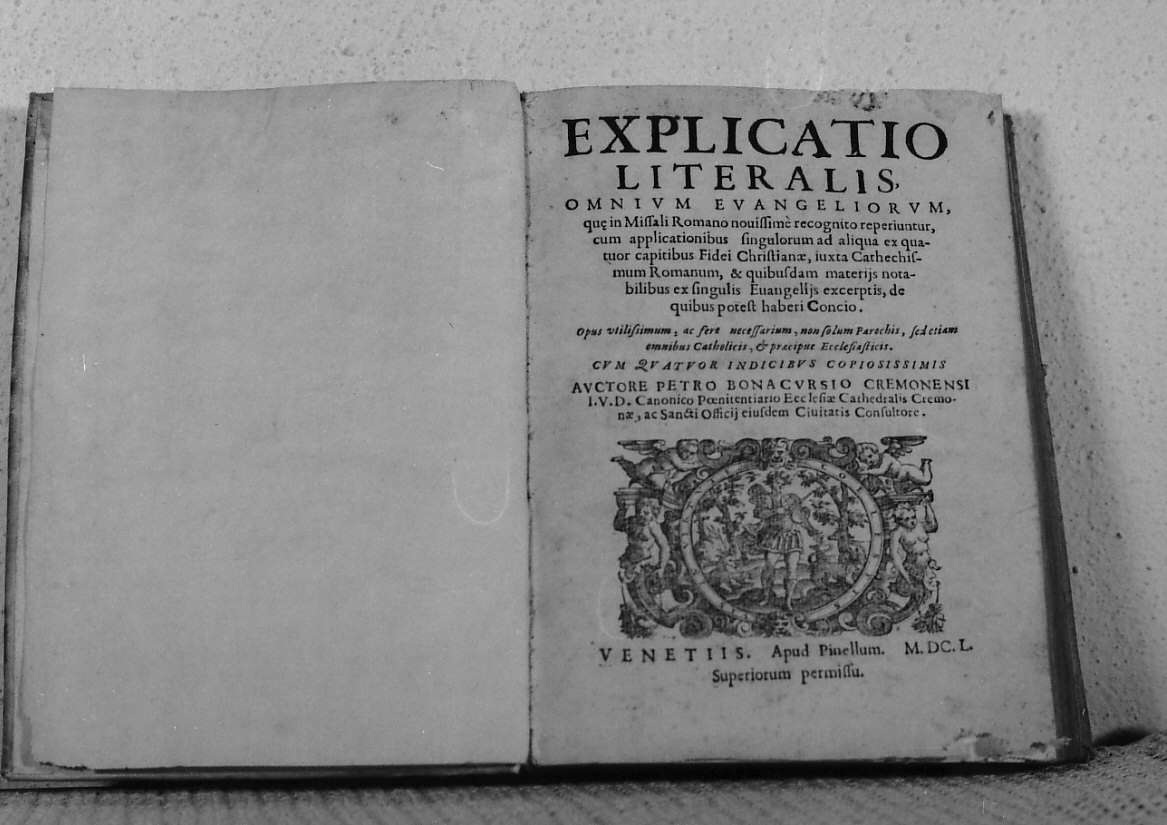 EXPLICATIO
LITERALIS,
OMNIVM EVANGELIORVM,
quę in Miſſali Romano nouiſſimè recognito reperiuntur,
cum applicationibus ſingulorum ad aliqua ex qua-
tuor capitibus Fidei Chriſtianæ, iuxta Cathechiſ-
mum Romanum, & quibuſdam materijs nota-
bilibus ex ſingulis Euangelijs excerptis, de
quibus poteſt haberi Concio.
Opus vtiliſsimum, ac fere neceſſarium, non ſolum Parochis, ſed etiam
omnibus Catholicis, & præcipue Eccleſiaſticis.
CVM QVATVOR INDICIBVS COPIOSISSIMIS
AVCTORE PETRO BONACVRSIO CREMONENSI
I.V.D. Canonico Pœnitentiario Eccleſiæ Cathedralis Cremo-
næ, ac Sancti Officij eiuſdem Ciuitatis Conſultore.
VENETIIS. Apud Pinellum. M.DC.L.
Superiorum permiſſu.